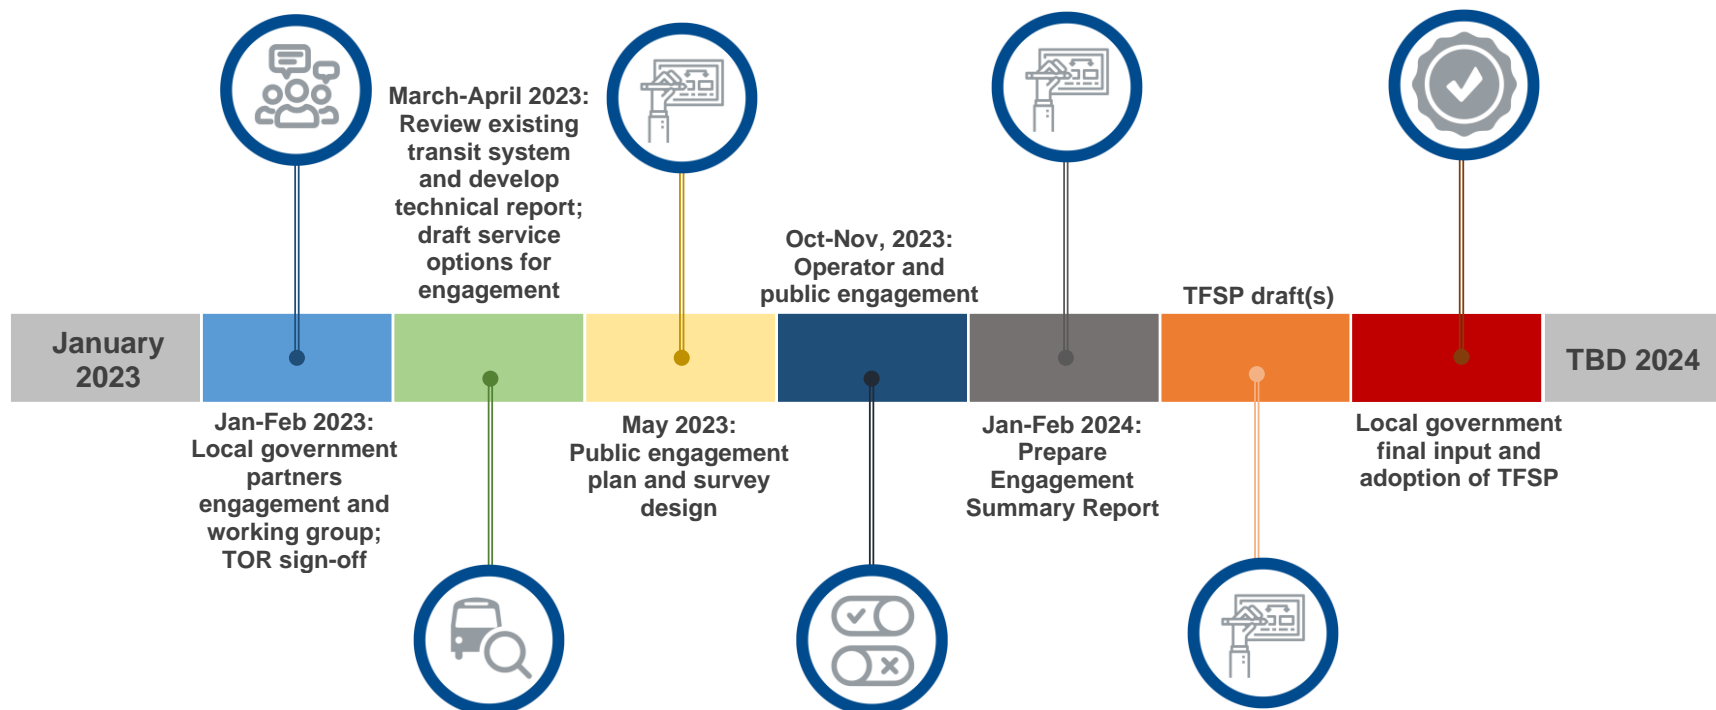 January
2023
Jan-Feb 2023:
Local government
partners
engagement and
working group;
TOR sign-off
March-April 2023:
Review existing
transit system
and develop
technical report;
draft service
options for
engagement
May 2023:
Public engagement
plan and survey
design
Oct-Nov, 2023:
Operator and
public engagement
Jan-Feb 2024:
Prepare
Engagement
Summary Report
TFSP draft(s)
Local government
final input and
adoption of TFSP
TBD 2024